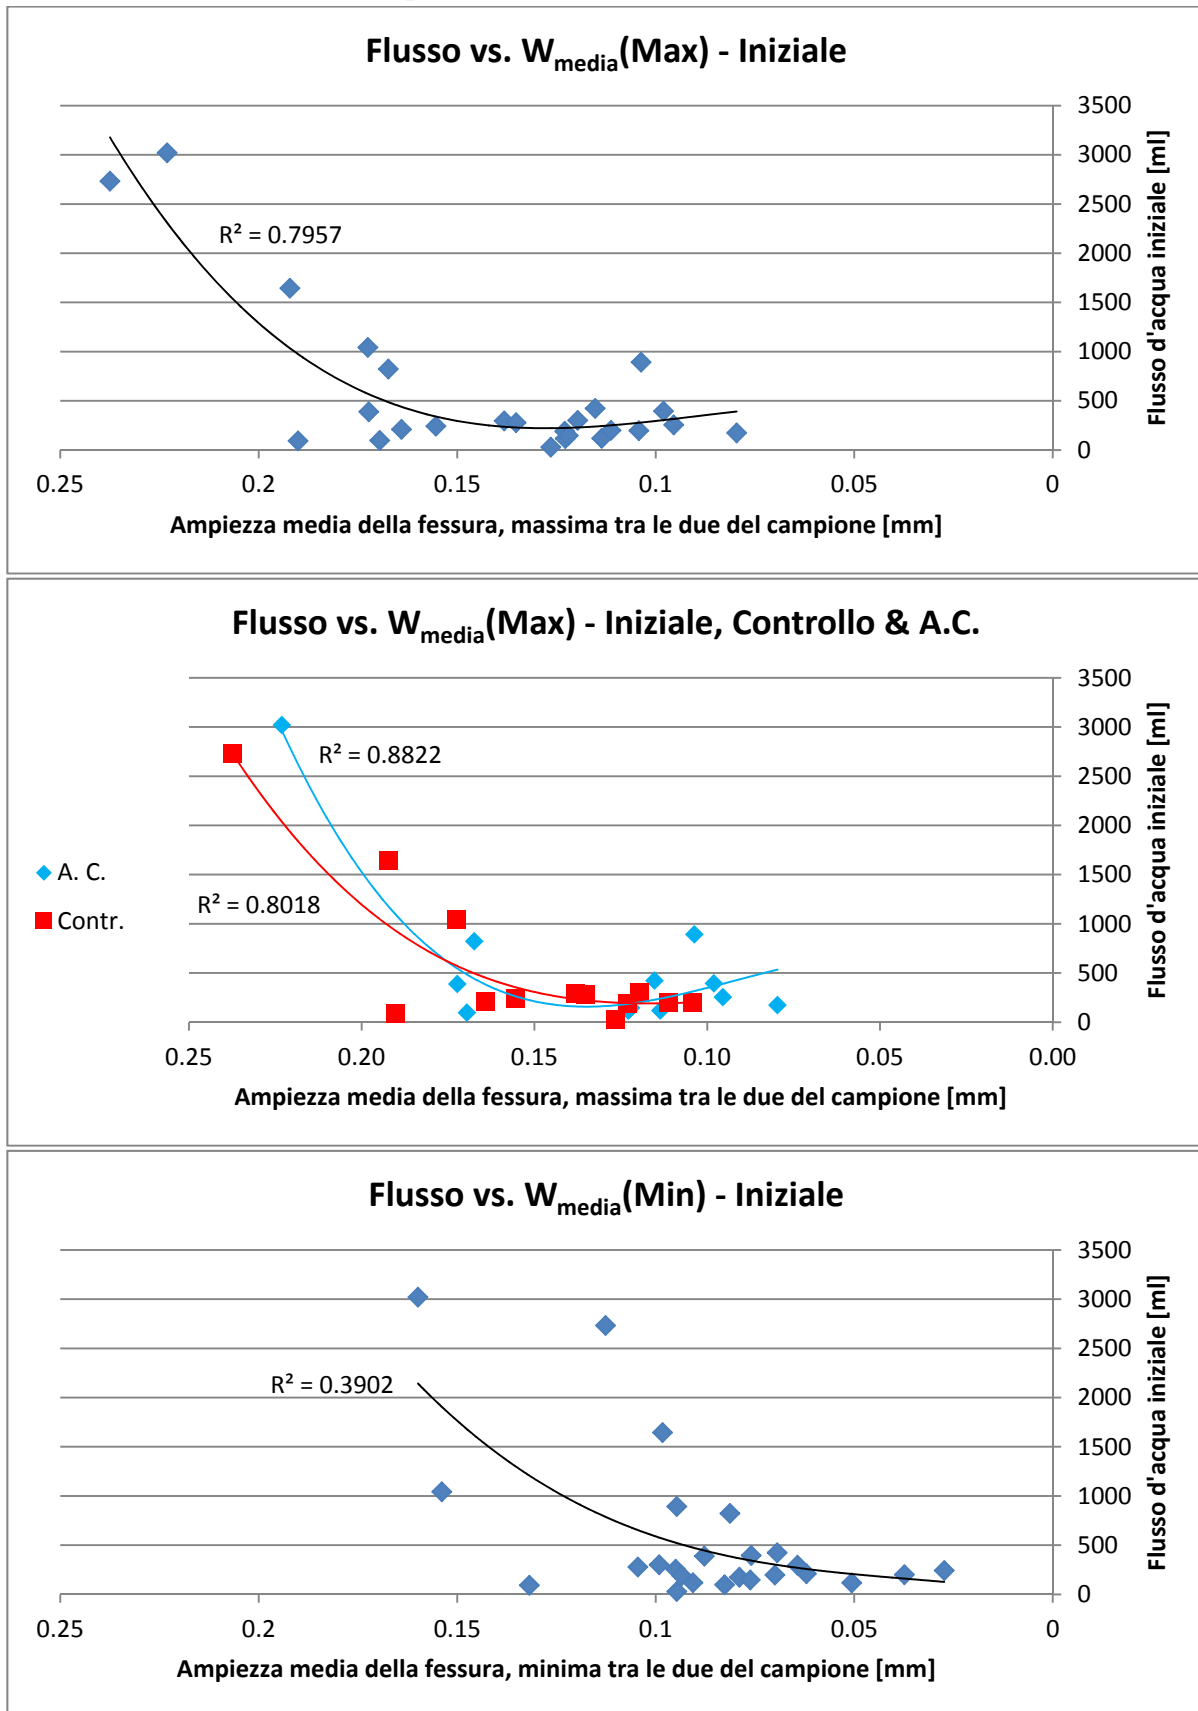 Flusso vs. Wmedia(Max) - Iniziale
3500
3000
2500
2000
1500
1000
500
0
Flusso d'acqua iniziale [ml]
R² = 0.7957
0.25
0.2
0.15
0.1
0.05
0
Ampiezza media della fessura, massima tra le due del campione [mm]
Flusso vs. Wmedia(Max) - Iniziale, Controllo & A.C.
3500
3000
2500
2000
1500
1000
500
0
Flusso d'acqua iniziale [ml]
R² = 0.8822
R² = 0.8018
A. C.
Contr.
0.25
0.20
0.15
0.10
0.05
0.00
Ampiezza media della fessura, massima tra le due del campione [mm]
Flusso vs. Wmedia(Min) - Iniziale
3500
3000
2500
2000
1500
1000
500
0
Flusso d'acqua iniziale [ml]
R² = 0.3902
0.25
0.2
0.15
0.1
0.05
0
Ampiezza media della fessura, minima tra le due del campione [mm]